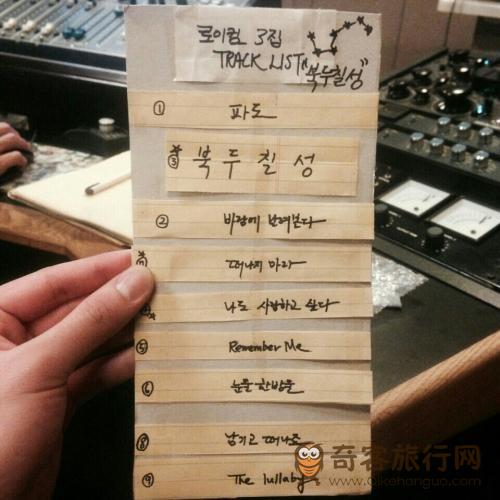 로이킴 3집
TRACK LIST
"북두칠성"
① 파도
③ 북두칠성
② 바람에 날려본다
떠나지 마라
나도 사랑하고 싶다
⑤ Remember Me
⑥ 눈물 한방울
⑧ 남기고 떠나죠
⑨ The lullaby
奇客旅行网
www.qikehanguo.com